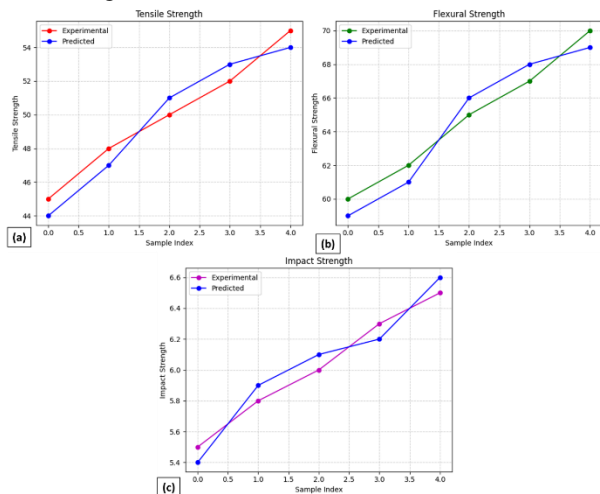 Tensile Strength
Experimental
Predicted
54
52
50
48
46
44
Tensile Strength
0.0 0.5 1.0 1.5 2.0 2.5 3.0 3.5 4.0
Sample Index
(a)
Flexural Strength
Experimental
Predicted
70
68
66
64
62
60
Flexural Strength
0.0 0.5 1.0 1.5 2.0 2.5 3.0 3.5 4.0
Sample Index
(b)
Impact Strength
Experimental
Predicted
6.6
6.4
6.2
6.0
5.8
5.6
5.4
Impact Strength
0.0 0.5 1.0 1.5 2.0 2.5 3.0 3.5 4.0
Sample Index
(c)